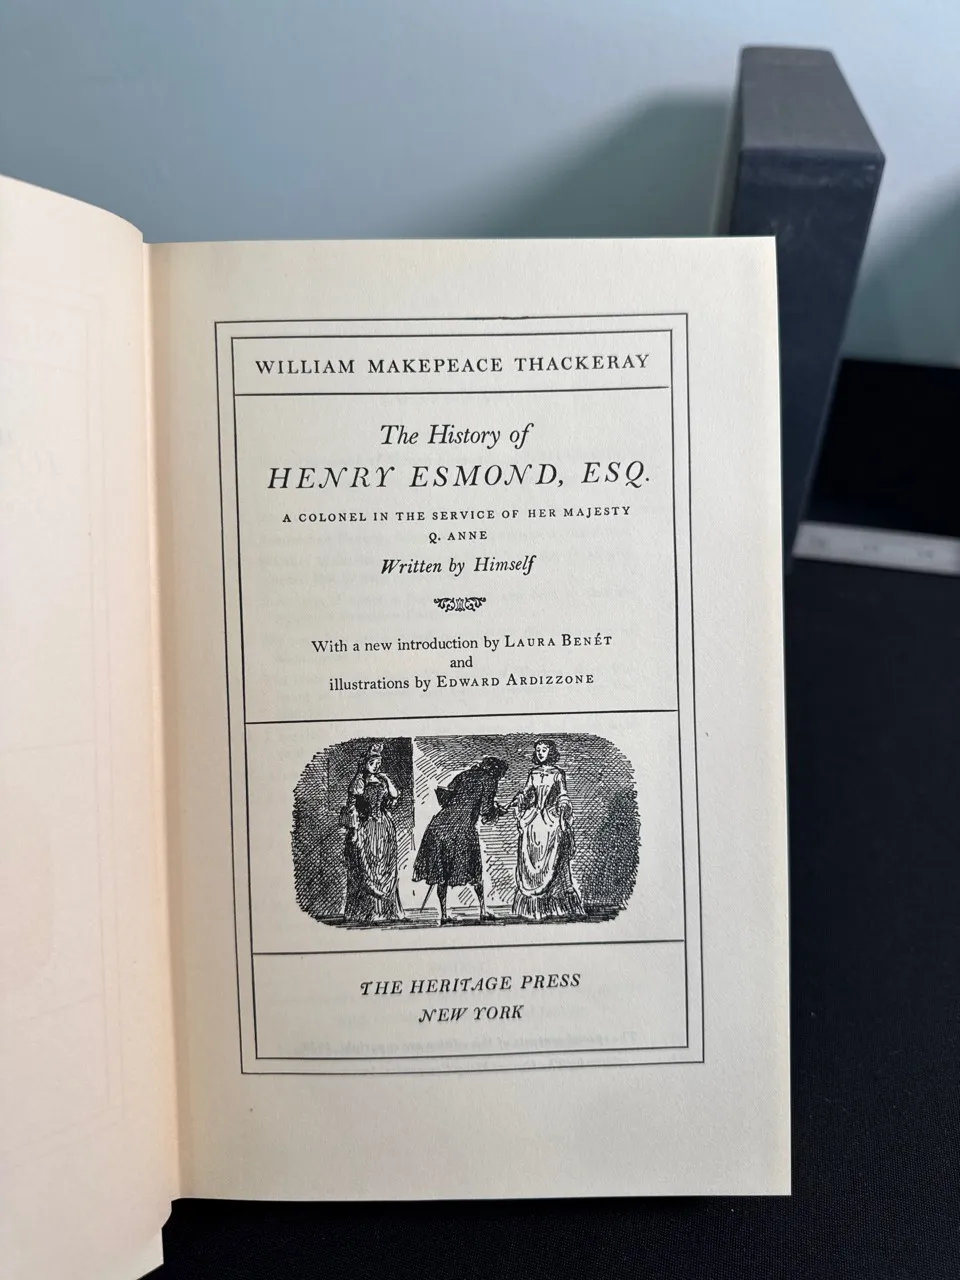 WILLIAM MAKEPEACE THACKERAY
The History of
HENRY ESMOND, ESQ.
A COLONEL IN THE SERVICE OF HER MAJESTY
Q. ANNE
Written by Himself
With a new introduction by LAURA BENÉT
and
illustrations by EDWARD ARDIZZONE
THE HERITAGE PRESS
NEW YORK